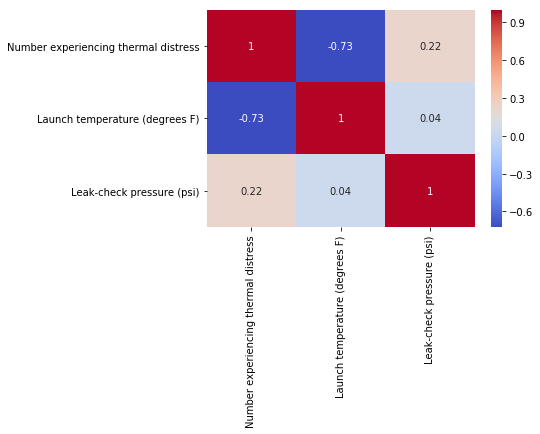 Number experiencing thermal distress
1
-0.73
0.22
Launch temperature (degrees F)
-0.73
1
0.04
Leak-check pressure (psi)
0.22
0.04
1
0.9
0.6
0.3
0.0
−0.3
−0.6
Number experiencing thermal distress
Launch temperature (degrees F)
Leak-check pressure (psi)